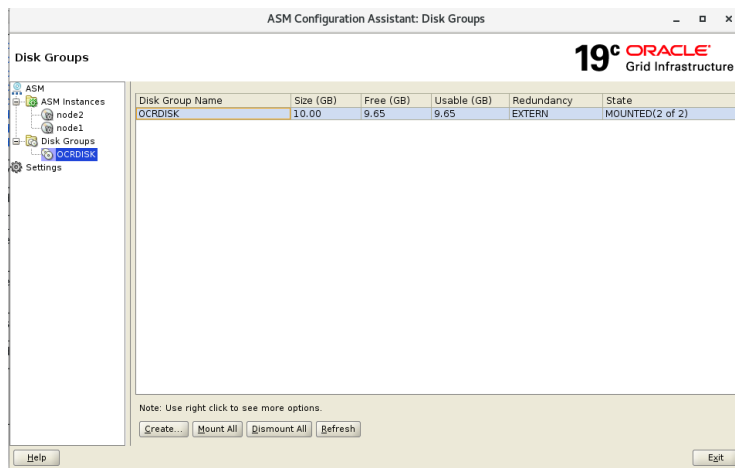 ASM Configuration Assistant: Disk Groups
Disk Groups
19c ORACLE
Grid Infrastructure
ASM
ASM Instances
node2
node1
Disk Groups
OCRDISK
Settings
Disk Group Name Size (GB) Free (GB) Usable (GB) Redundancy State
OCRDISK 10.00 9.65 9.65 EXTERN MOUNTED(2 of 2)
Note: Use right click to see more options.
Create... Mount All Dismount All Refresh
Help Exit